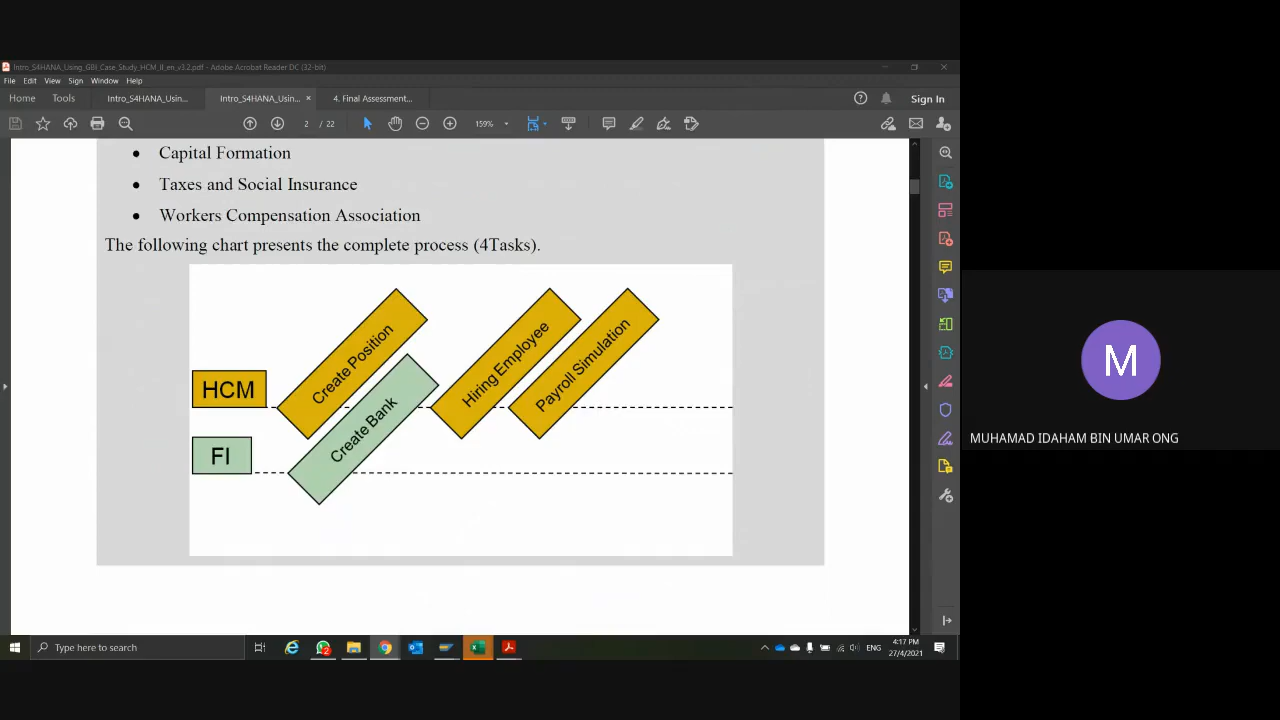 Intro_S4HANA_Using_GBI_Case_Study_HCM_II_en_v3.2.pdf - Adobe Acrobat Reader DC (32-bit)
File Edit View Sign Window Help
Home Tools Intro_S4HANA_Usin... Intro_S4HANA_Usin... × 4. Final Assessment... Sign In
2 / 22 159%
• Capital Formation
• Taxes and Social Insurance
• Workers Compensation Association
The following chart presents the complete process (4Tasks).
HCM
Create Position
Hiring Employee
Payroll Simulation
FI
Create Bank
M
MUHAMAD IDAHAM BIN UMAR ONG
Type here to search
2
ENG
4:17 PM
27/4/2021